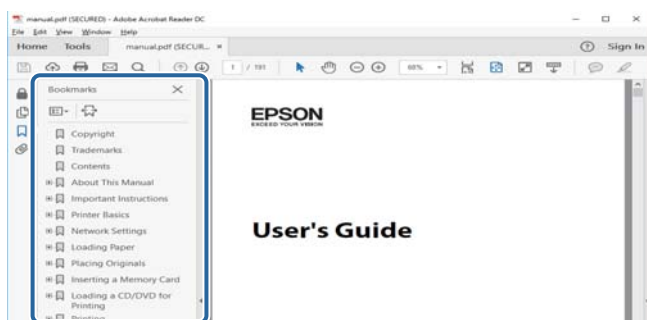 manual.pdf (SECURED) - Adobe Acrobat Reader DC
File Edit View Window Help
Home Tools manual.pdf (SECUR... × Sign In
1 / 191 68%
Bookmarks
Copyright
Trademarks
Contents
About This Manual
Important Instructions
Printer Basics
Network Settings
Loading Paper
Placing Originals
Inserting a Memory Card
Loading a CD/DVD for
Printing
Printing
EPSON
EXCEED YOUR VISION
User's Guide